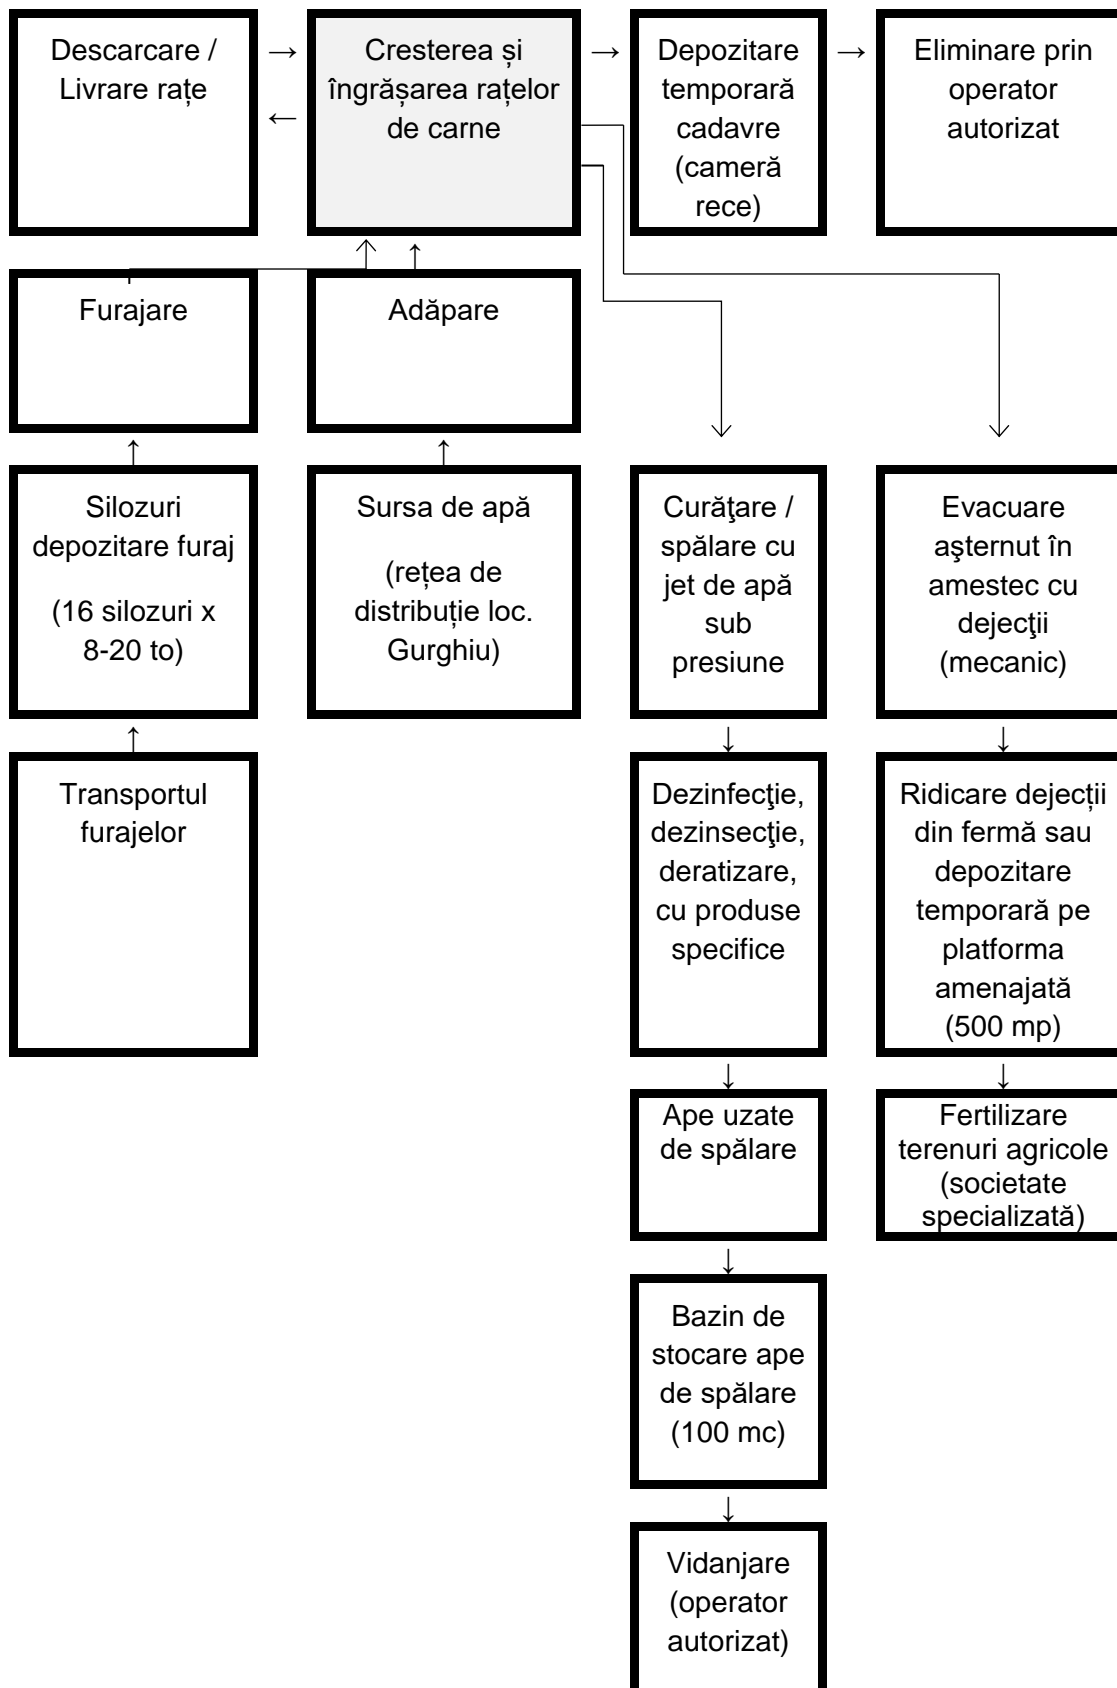 Descarcare /
Livrare rațe
→
←
Cresterea și
îngrășarea rațelor
de carne
→
Depozitare
temporară
cadavre
(cameră
rece)
→
Eliminare prin
operator
autorizat
↑
Furajare
Adăpare
↑
↑
Silozuri
depozitare furaj
(16 silozuri x
8-20 to)
Sursa de apă
(rețea de
distribuție loc.
Gurghiu)
Curăţare /
spălare cu
jet de apă
sub
presiune
Evacuare
aşternut în
amestec cu
dejecţii
(mecanic)
↑
↓
↓
Transportul
furajelor
Dezinfecţie,
dezinsecţie,
deratizare,
cu produse
specifice
Ridicare dejecții
din fermă sau
depozitare
temporară pe
platforma
amenajată
(500 mp)
↓
↓
Ape uzate
de spălare
Fertilizare
terenuri agricole
(societate
specializată)
↓
Bazin de
stocare ape
de spălare
(100 mc)
↓
Vidanjare
(operator
autorizat)